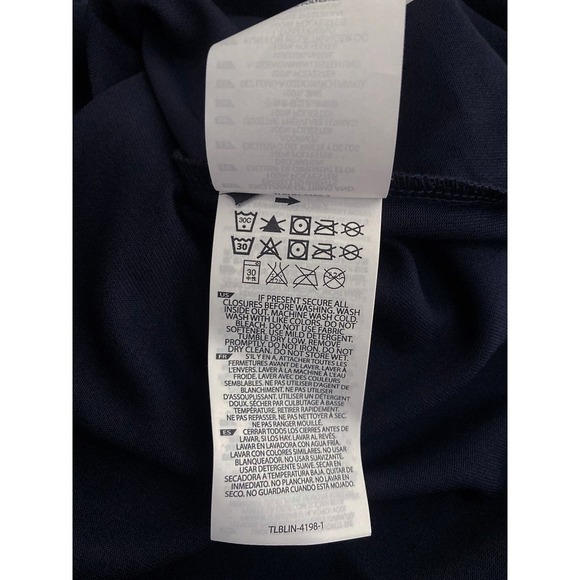 30C
30
30
US IF PRESENT SECURE ALL
CLOSURES BEFORE WASHING. WASH
INSIDE OUT. MACHINE WASH COLD.
WASH WITH LIKE COLORS. DO NOT
BLEACH. DO NOT USE FABRIC
SOFTENER. USE MILD DETERGENT.
TUMBLE DRY LOW. REMOVE
PROMPTLY. DO NOT IRON. DO NOT
DRY CLEAN. DO NOT STORE WET.
FR S'IL Y EN A, ATTACHER TOUTES LES
FERMETURES AVANT DE LAVER. LAVER À
L'ENVERS. LAVER À LA MACHINE À L'EAU
FROIDE. LAVER AVEC DES COULEURS
SEMBLABLES. NE PAS UTILISER D'AGENT DE
BLANCHIMENT. NE PAS UTILISER
D'ASSOUPLISSANT. UTILISER UN DÉTERGENT
DOUX. SÉCHER PAR CULBUTAGE À BASSE
TEMPÉRATURE. RETIRER RAPIDEMENT.
NE PAS REPASSER. NE PAS NETTOYER À SEC.
NE PAS RANGER MOUILLÉ.
ES CERRAR TODOS LOS CIERRES ANTES DE
LAVAR, SI LOS HAY. LAVAR AL REVÉS.
LAVAR EN LAVADORA CON AGUA FRÍA.
LAVAR CON COLORES SIMILARES. NO USAR
BLANQUEADOR. NO USAR SUAVIZANTE.
USAR DETERGENTE SUAVE. SECAR EN
SECADORA A TEMPERATURA BAJA. QUITAR DE
INMEDIATO. NO PLANCHAR. NO LAVAR EN
SECO. NO GUARDAR CUANDO ESTÁ MOJADO.
TLBLIN-4198-1